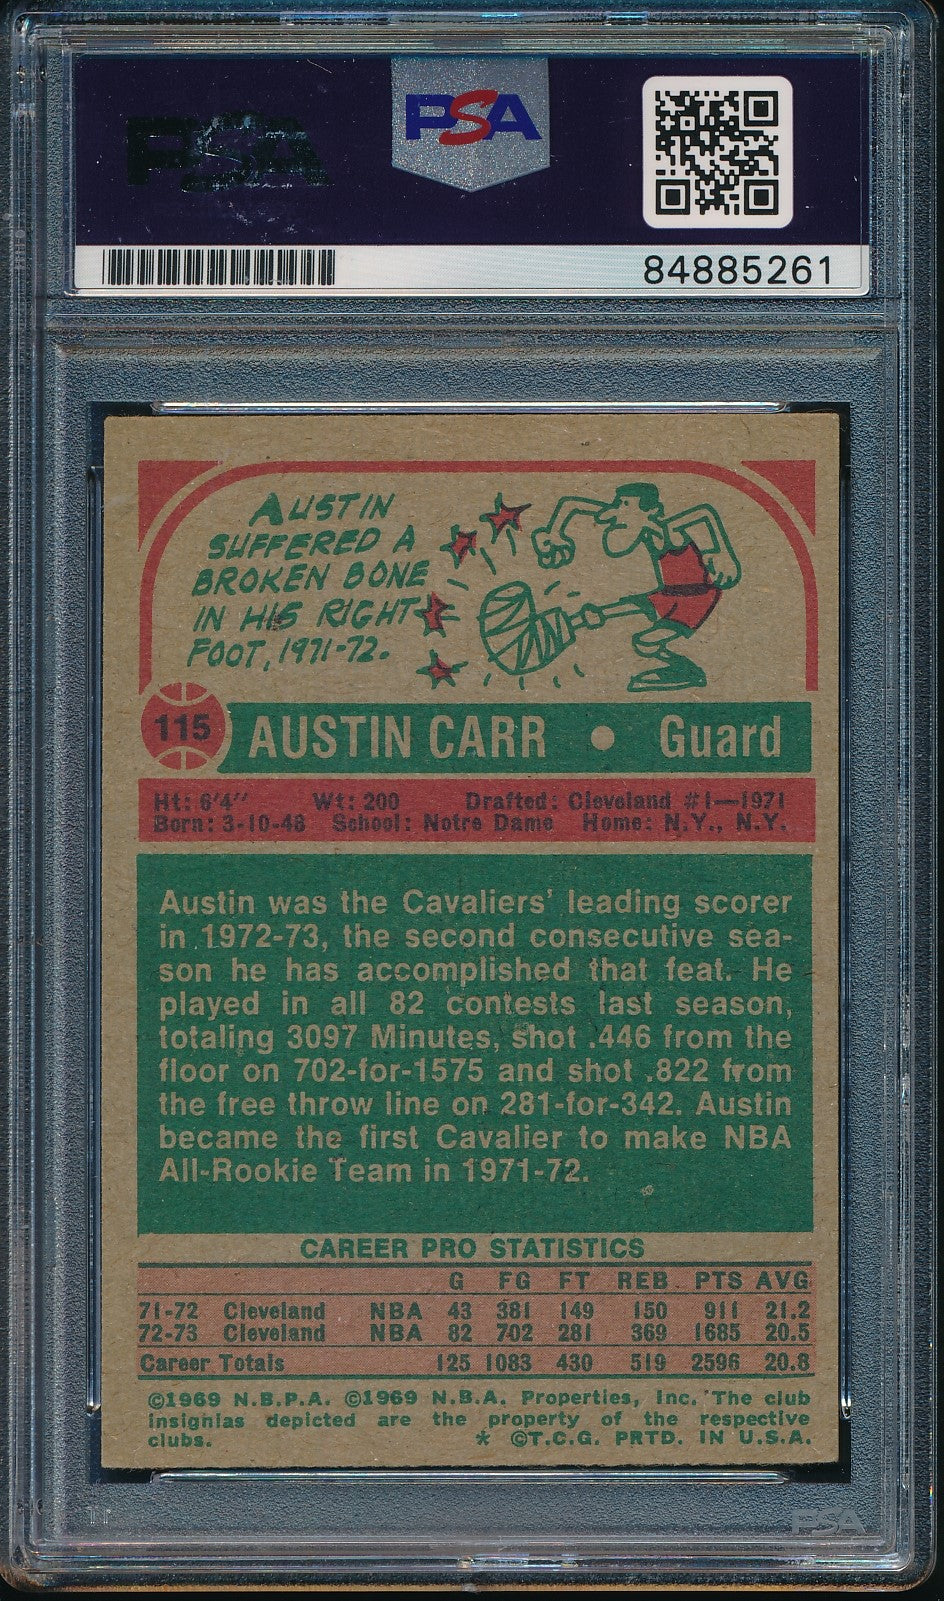 PSA
PSA
84885261
AUSTIN
SUFFERED A
BROKEN BONE
IN HIS RIGHT
FOOT, 1971-72.
115 AUSTIN CARR • Guard
Ht: 6'4" Wt: 200 Drafted: Cleveland #1—1971
Born: 3-10-48 School: Notre Dame Home: N.Y., N.Y.
Austin was the Cavaliers' leading scorer
in 1972-73, the second consecutive sea-
son he has accomplished that feat. He
played in all 82 contests last season,
totaling 3097 Minutes, shot .446 from the
floor on 702-for-1575 and shot .822 from
the free throw line on 281-for-342. Austin
became the first Cavalier to make NBA
All-Rookie Team in 1971-72.
CAREER PRO STATISTICS
G FG FT REB PTS AVG
71-72 Cleveland NBA 43 381 149 150 911 21.2
72-73 Cleveland NBA 82 702 281 369 1685 20.5
Career Totals 125 1083 430 519 2596 20.8
©1969 N.B.P.A. ©1969 N.B.A. Properties, Inc. The club
insignias depicted are the property of the respective
clubs. * ©T.C.G. PRTD. IN U.S.A.
PSA